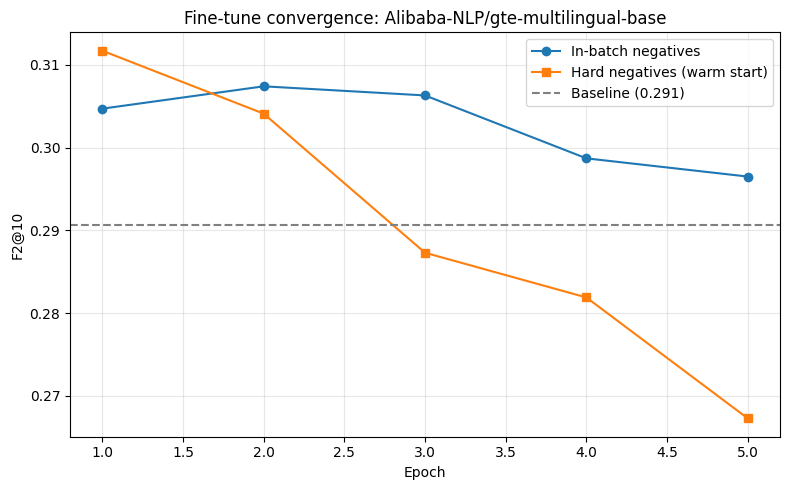 Fine-tune convergence: Alibaba-NLP/gte-multilingual-base
In-batch negatives
Hard negatives (warm start)
Baseline (0.291)
F2@10
0.31
0.30
0.29
0.28
0.27
1.0 1.5 2.0 2.5 3.0 3.5 4.0 4.5 5.0
Epoch